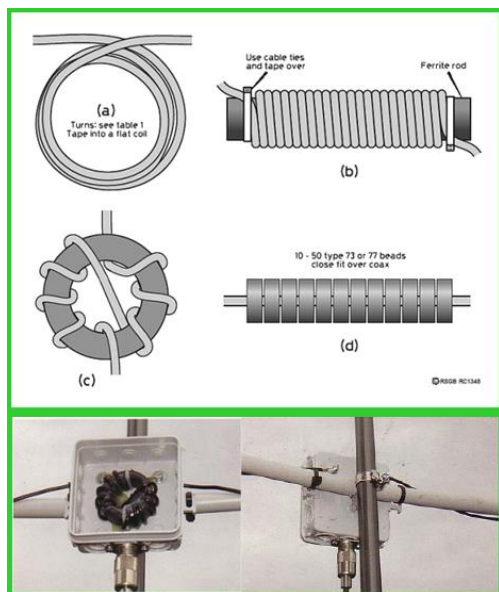 (a)
Turns: see table 1
Tape into a flat coil
Use cable ties
and tape over
Ferrite rod
(b)
(c)
10 - 50 type 73 or 77 beads
close fit over coax
(d)
©RSGB RC1348